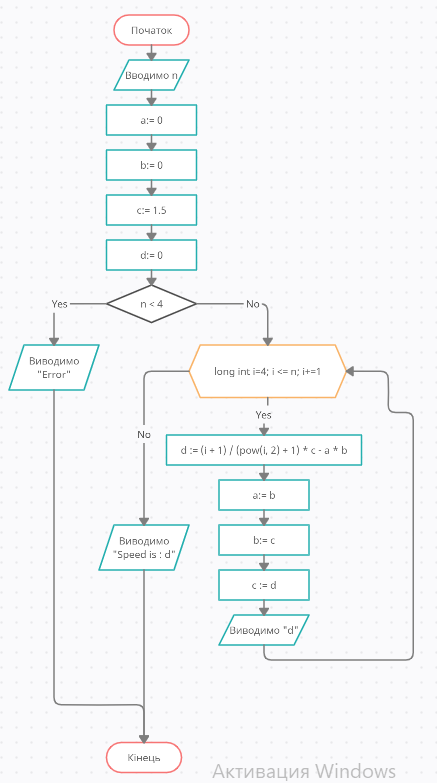 Початок
Вводимо n
a:= 0
b:= 0
c:= 1.5
d:= 0
n < 4
Yes
No
Виводимо
"Error"
long int i=4; i <= n; i+=1
Yes
No
d := (i + 1) / (pow(i, 2) + 1) * c - a * b
a:= b
b:= c
c := d
Виводимо
"Speed is : d"
Виводимо "d"
Кінець
Активация Windows